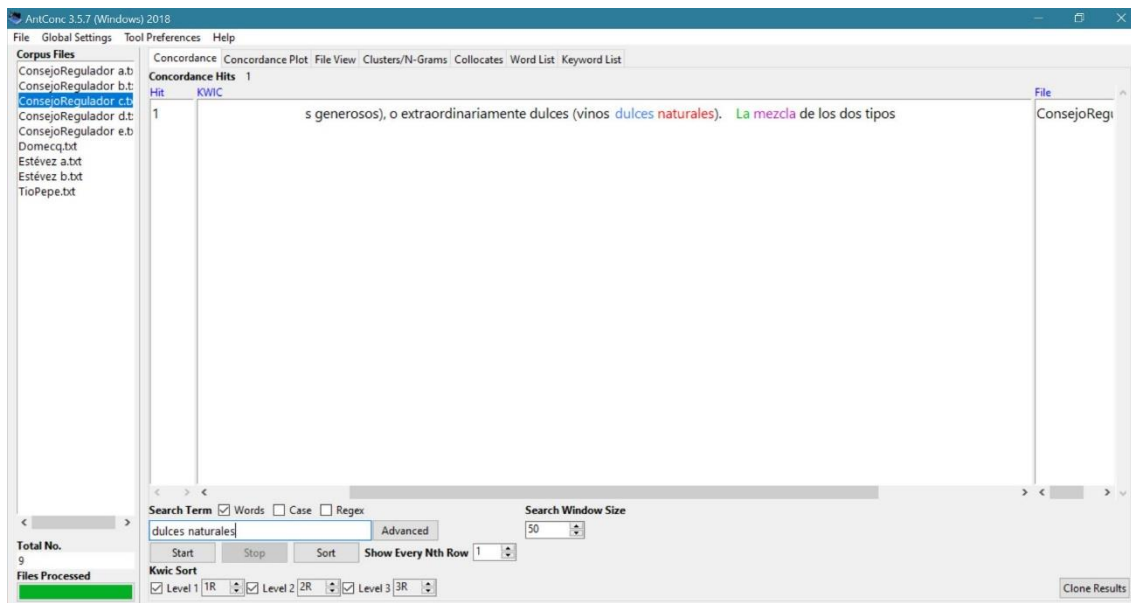 AntConc 3.5.7 (Windows) 2018
File Global Settings Tool Preferences Help
Corpus Files
ConsejoRegulador a.t
ConsejoRegulador b.t
ConsejoRegulador c.t
ConsejoRegulador d.t
ConsejoRegulador e.t
Domecq.txt
Estévez a.txt
Estévez b.txt
TioPepe.txt
Total No.
9
Files Processed
Concordance Concordance Plot File View Clusters/N-Grams Collocates Word List Keyword List
Concordance Hits 1
Hit KWIC File
1 s generosos), o extraordinariamente dulces (vinos dulces naturales). La mezcla de los dos tipos ConsejoRegu
Search Term Words Case Regex Search Window Size
dulces naturales Advanced 50
Start Stop Sort Show Every Nth Row 1
Kwic Sort
Level 1 1R Level 2 2R Level 3 3R Clone Results